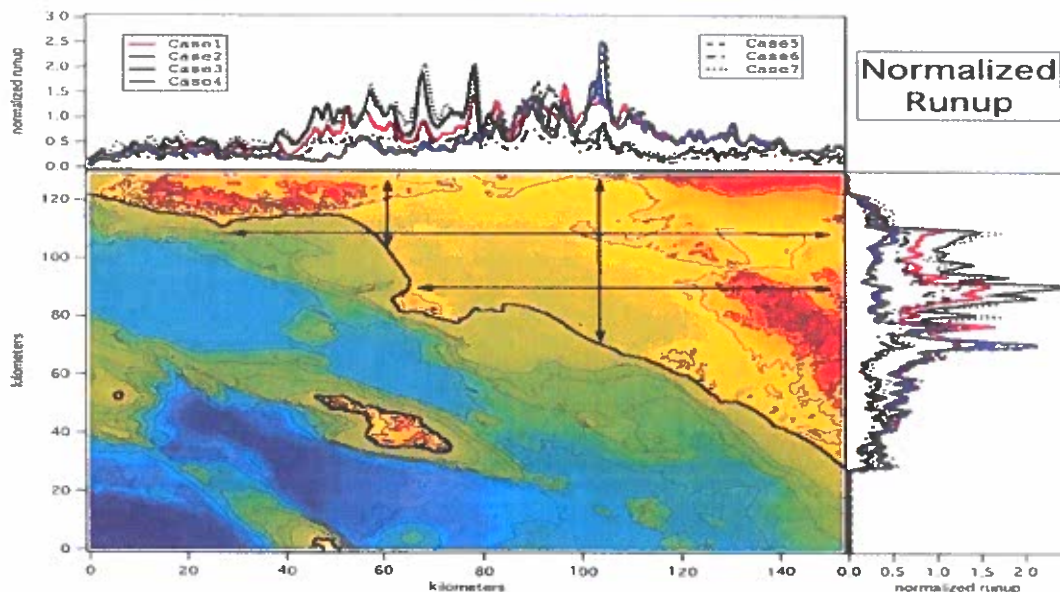 3.0
2.5
2.0
1.5
1.0
0.5
0.0
normalized runup
Case1
Case2
Case3
Case4
Case5
Case6
Case7
Normalized
Runup
120
100
80
60
40
20
0
kilometers
0 20 40 60 80 100 120 140
kilometers
0.0 0.5 1.0 1.5 2.0
normalized runup